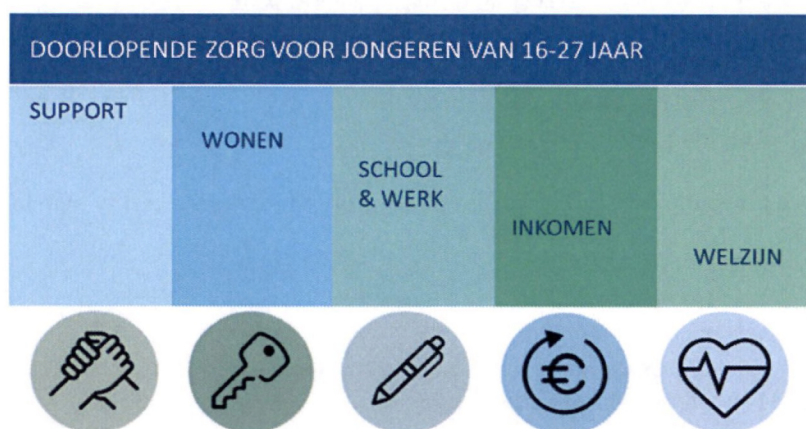 DOORLOPENDE ZORG VOOR JONGEREN VAN 16-27 JAAR
SUPPORT
WONEN
SCHOOL
& WERK
INKOMEN
WELZIJN